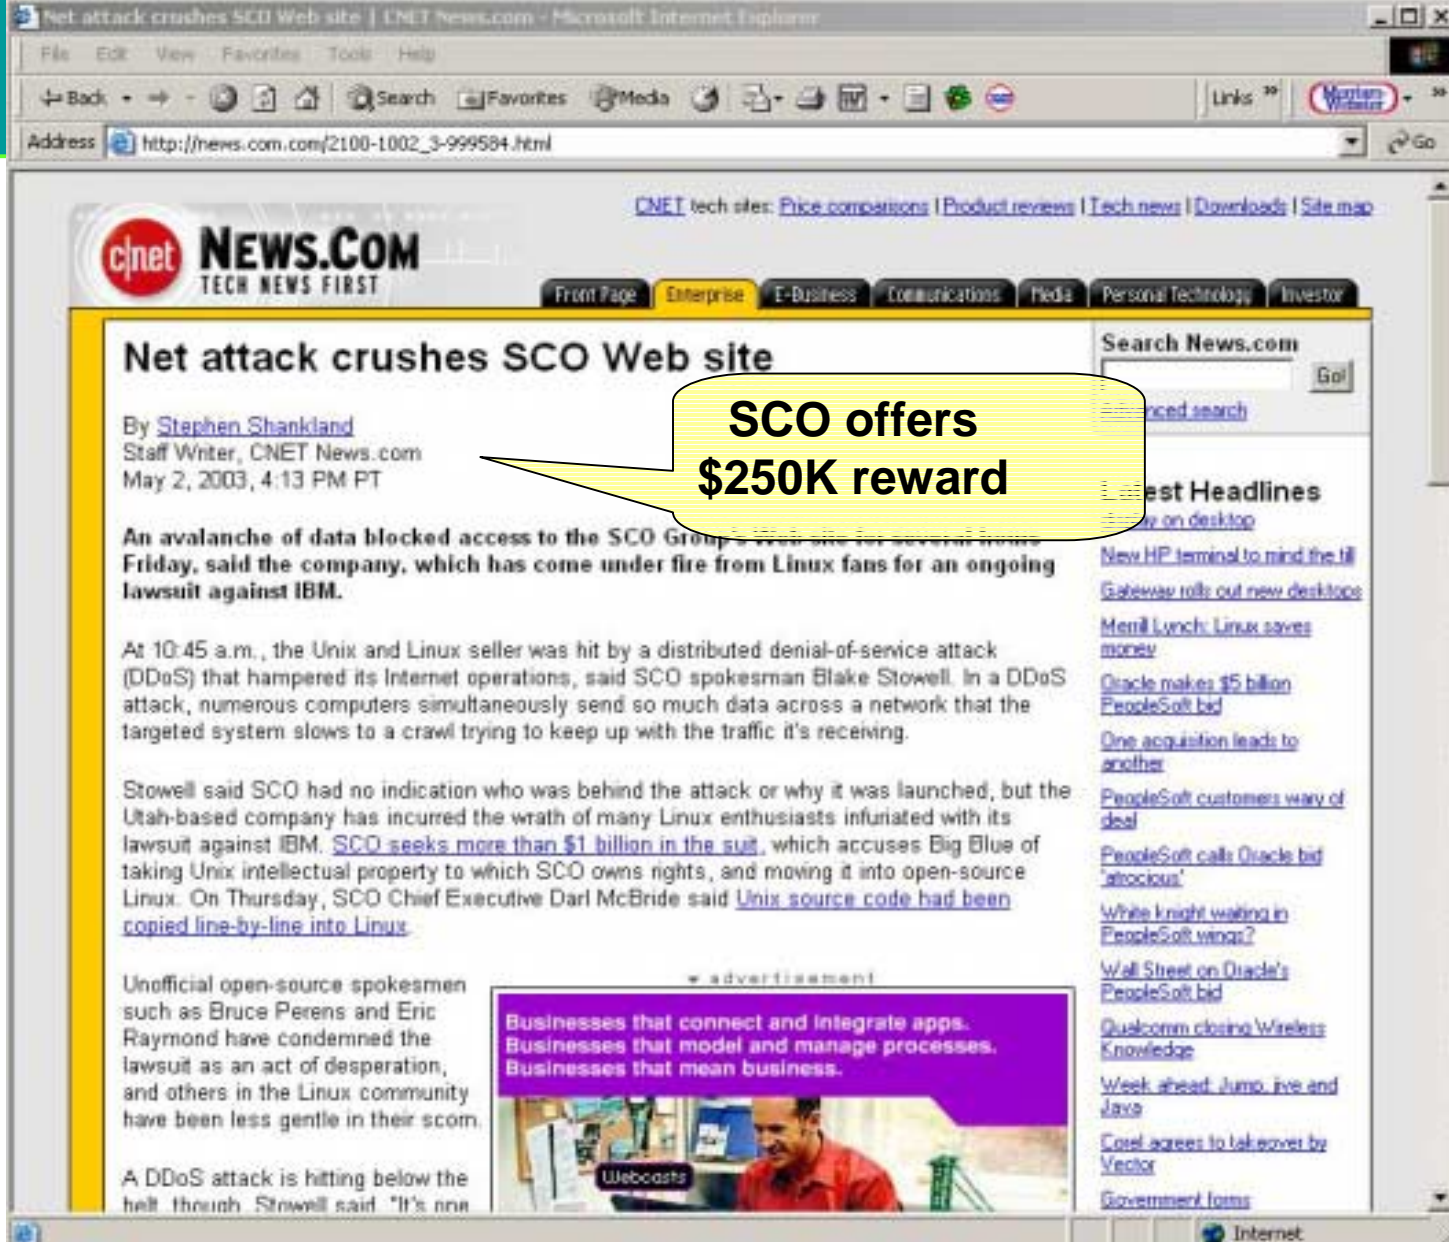 Net attack crushes SCO Web site | CNET News.com - Microsoft Internet Explorer
File Edit View Favorites Tools Help
Back Search Favorites Media Links
Address http://news.com.com/2100-1002_3-999584.html Go
CNET tech sites: Price comparisons | Product reviews | Tech news | Downloads | Site map
c|net NEWS.COM
TECH NEWS FIRST
Front Page Enterprise E-Business Communications Media Personal Technology Investor
Net attack crushes SCO Web site
By Stephen Shankland
Staff Writer, CNET News.com
May 2, 2003, 4:13 PM PT
SCO offers
$250K reward
An avalanche of data blocked access to the SCO
Friday, said the company, which has come under fire from Linux fans for an ongoing
lawsuit against IBM.
At 10:45 a.m., the Unix and Linux seller was hit by a distributed denial-of-service attack
(DDoS) that hampered its Internet operations, said SCO spokesman Blake Stowell. In a DDoS
attack, numerous computers simultaneously send so much data across a network that the
targeted system slows to a crawl trying to keep up with the traffic it's receiving.
Stowell said SCO had no indication who was behind the attack or why it was launched, but the
Utah-based company has incurred the wrath of many Linux enthusiasts infuriated with its
lawsuit against IBM. SCO seeks more than $1 billion in the suit, which accuses Big Blue of
taking Unix intellectual property to which SCO owns rights, and moving it into open-source
Linux. On Thursday, SCO Chief Executive Darl McBride said Unix source code had been
copied line-by-line into Linux.
Unofficial open-source spokesmen
such as Bruce Perens and Eric
Raymond have condemned the
lawsuit as an act of desperation,
and others in the Linux community
have been less gentle in their scorn.
A DDoS attack is hitting below the
belt, though, Stowell said. "It's one
advertisement
Businesses that connect and integrate apps.
Businesses that model and manage processes.
Businesses that mean business.
Webcasts
Search News.com
Go!
search
Headlines
on desktop
New HP terminal to mind the till
Gateway rolls out new desktops
Merrill Lynch: Linux saves
money
Oracle makes $5 billion
PeopleSoft bid
One acquisition leads to
another
PeopleSoft customers wary of
deal
PeopleSoft calls Oracle bid
'atrocious'
White knight waiting in
PeopleSoft wings?
Wall Street on Oracle's
PeopleSoft bid
Qualcomm closing Wireless
Knowledge
Week ahead: Jump, jive and
Java
Corel agrees to takeover by
Vector
Government forms
Internet